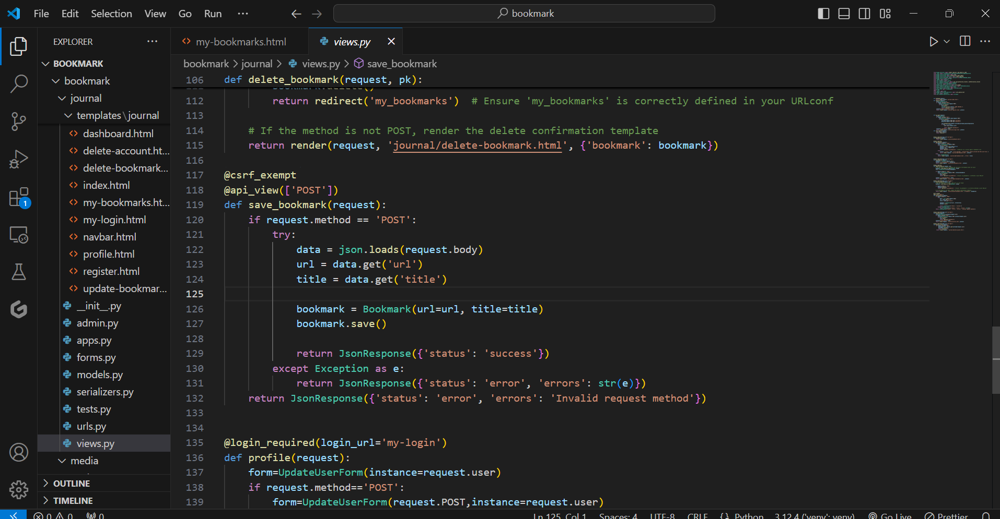 File Edit Selection View Go Run ··· bookmark
EXPLORER ···
my-bookmarks.html
views.py
BOOKMARK
bookmark
journal
templates\journal
dashboard.html
delete-account.ht...
delete-bookmark...
index.html
my-bookmarks.ht...
my-login.html
navbar.html
profile.html
register.html
update-bookmar...
__init__.py
admin.py
apps.py
forms.py
models.py
serializers.py
tests.py
urls.py
views.py
media
OUTLINE
TIMELINE
1
bookmark > journal > views.py > save_bookmark
106 def delete_bookmark(request, pk):
112 return redirect('my_bookmarks')  # Ensure 'my_bookmarks' is correctly defined in your URLconf
113
114 # If the method is not POST, render the delete confirmation template
115 return render(request, 'journal/delete-bookmark.html', {'bookmark': bookmark})
116
117 @csrf_exempt
118 @api_view(['POST'])
119 def save_bookmark(request):
120 if request.method == 'POST':
121 try:
122 data = json.loads(request.body)
123 url = data.get('url')
124 title = data.get('title')
125
126 bookmark = Bookmark(url=url, title=title)
127 bookmark.save()
128
129 return JsonResponse({'status': 'success'})
130 except Exception as e:
131 return JsonResponse({'status': 'error', 'errors': str(e)})
132 return JsonResponse({'status': 'error', 'errors': 'Invalid request method'})
133
134
135 @login_required(login_url='my-login')
136 def profile(request):
137 form=UpdateUserForm(instance=request.user)
138 if request.method=='POST':
139 form=UpdateUserForm(request.POST,instance=request.user)
0 0 0 Ln 125, Col 1 Spaces: 4 UTF-8 CRLF {} Python 3.12.4 ('venv': venv) Go Live Prettier